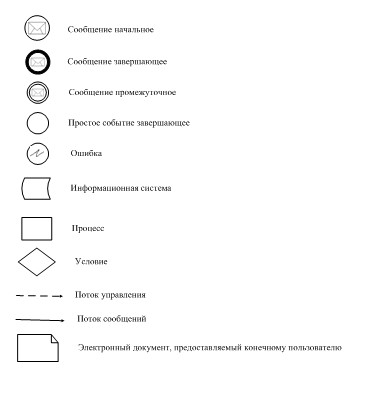 Сообщение начальное
Сообщение завершающее
Сообщение промежуточное
Простое событие завершающее
Ошибка
Информационная система
Процесс
Условие
Поток управления
Поток сообщений
Электронный документ, предоставляемый конечному пользователю